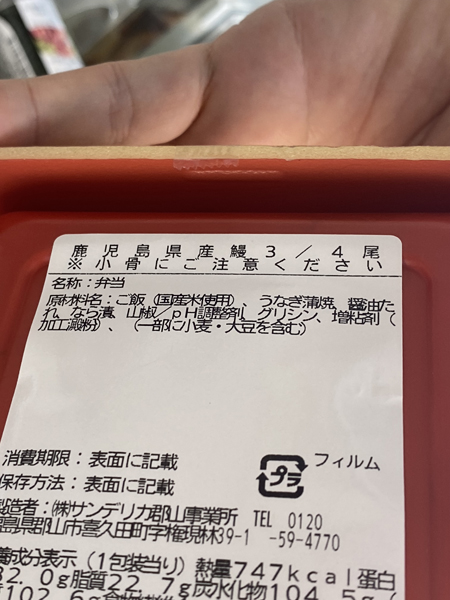 鹿児島県産鰻3／4尾
※小骨にご注意ください
名称：弁当
原材料名：ご飯（国産米使用）、うなぎ蒲焼、醤油た
れ、なら漬、山椒／pH調整剤、グリシン、増粘剤（
加工澱粉）、（一部に小麦・大豆を含む）
消費期限：表面に記載
保存方法：表面に記載
プラ
フィルム
製造者：㈱サンデリカ郡山事業所 TEL 0120
島県郡山市喜久田町字権現林39-1 -59-4770
養成分表示（1包装当り）熱量747kcal蛋白
32．0g脂質22．7g炭水化物104．5g（
102．6g